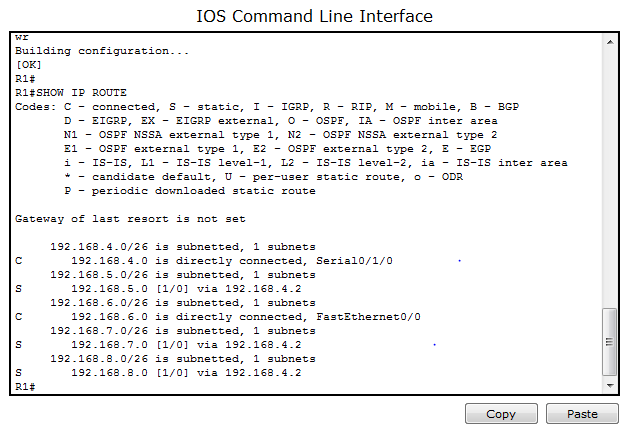 IOS Command Line Interface
wr
Building configuration...
[OK]
R1#
R1#SHOW IP ROUTE
Codes: C - connected, S - static, I - IGRP, R - RIP, M - mobile, B - BGP
       D - EIGRP, EX - EIGRP external, O - OSPF, IA - OSPF inter area
       N1 - OSPF NSSA external type 1, N2 - OSPF NSSA external type 2
       E1 - OSPF external type 1, E2 - OSPF external type 2, E - EGP
       i - IS-IS, L1 - IS-IS level-1, L2 - IS-IS level-2, ia - IS-IS inter area
       * - candidate default, U - per-user static route, o - ODR
       P - periodic downloaded static route
Gateway of last resort is not set
     192.168.4.0/26 is subnetted, 1 subnets
C       192.168.4.0 is directly connected, Serial0/1/0
     192.168.5.0/26 is subnetted, 1 subnets
S       192.168.5.0 [1/0] via 192.168.4.2
     192.168.6.0/26 is subnetted, 1 subnets
C       192.168.6.0 is directly connected, FastEthernet0/0
     192.168.7.0/26 is subnetted, 1 subnets
S       192.168.7.0 [1/0] via 192.168.4.2
     192.168.8.0/26 is subnetted, 1 subnets
S       192.168.8.0 [1/0] via 192.168.4.2
R1#
Copy
Paste